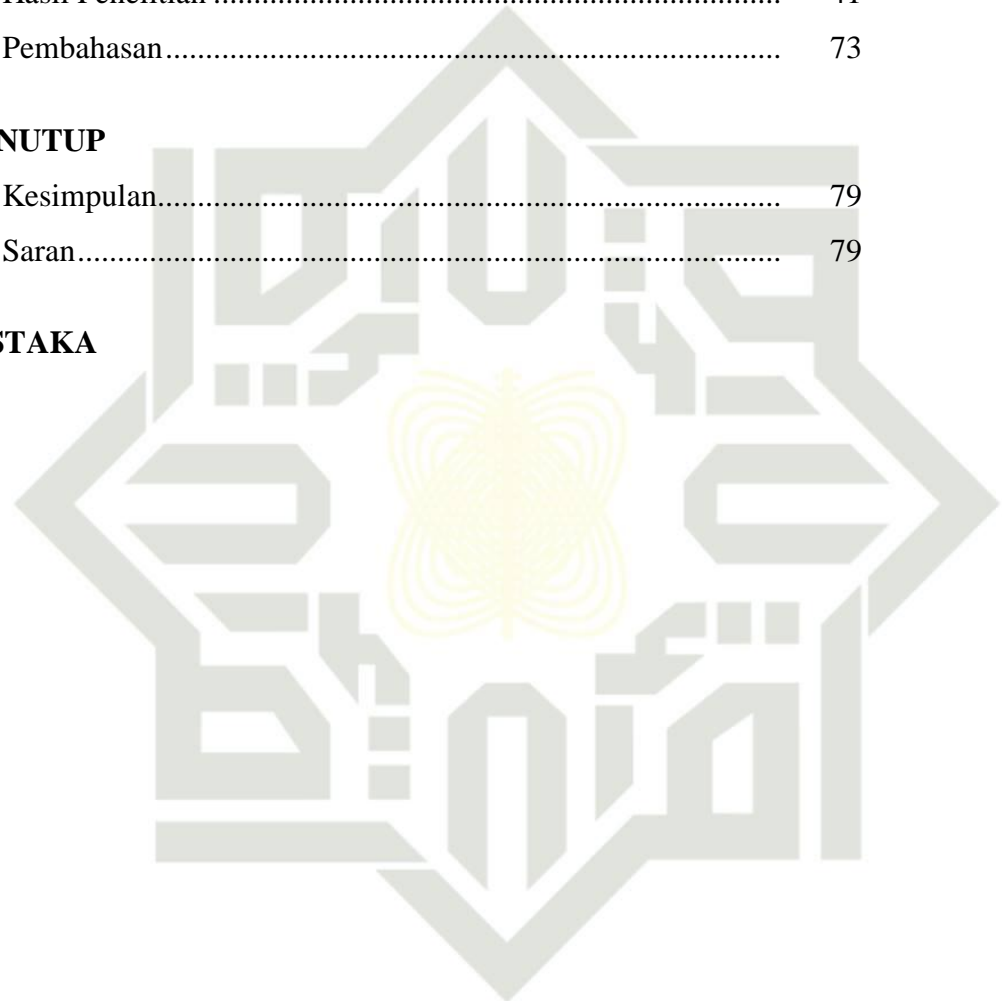 Pembahasan.............................................................................. 73
NUTUP
Kesimpulan.............................................................................. 79
Saran........................................................................................ 79
STAKA